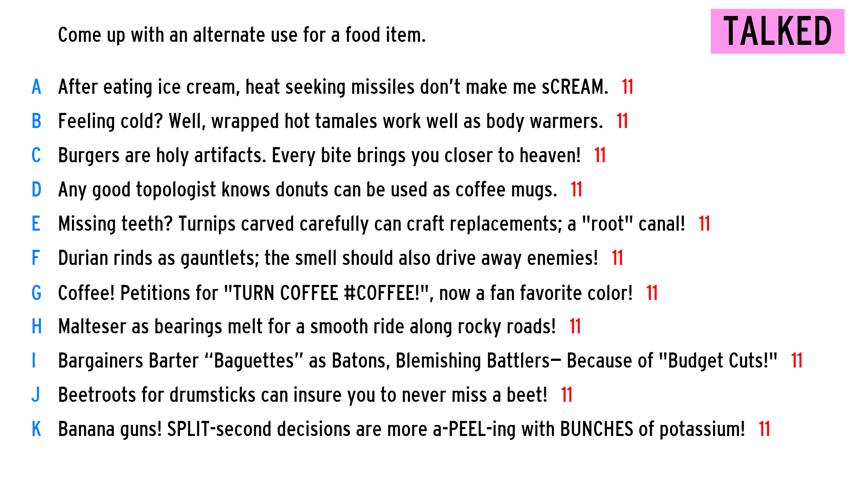 Come up with an alternate use for a food item.
TALKED
A After eating ice cream, heat seeking missiles don't make me sCREAM. 11
B Feeling cold? Well, wrapped hot tamales work well as body warmers. 11
C Burgers are holy artifacts. Every bite brings you closer to heaven! 11
D Any good topologist knows donuts can be used as coffee mugs. 11
E Missing teeth? Turnips carved carefully can craft replacements; a "root" canal! 11
F Durian rinds as gauntlets; the smell should also drive away enemies! 11
G Coffee! Petitions for "TURN COFFEE #COFFEE!", now a fan favorite color! 11
H Malteser as bearings melt for a smooth ride along rocky roads! 11
I Bargainers Barter “Baguettes” as Batons, Blemishing Battlers— Because of "Budget Cuts!" 11
J Beetroots for drumsticks can insure you to never miss a beet! 11
K Banana guns! SPLIT-second decisions are more a-PEEL-ing with BUNCHES of potassium! 11